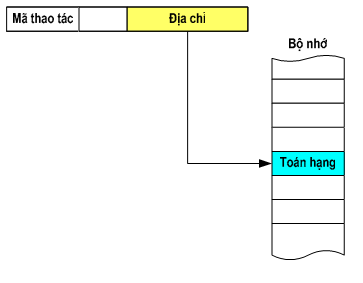 Mã thao tác
Địa chỉ
Bộ nhớ
Toán hạng